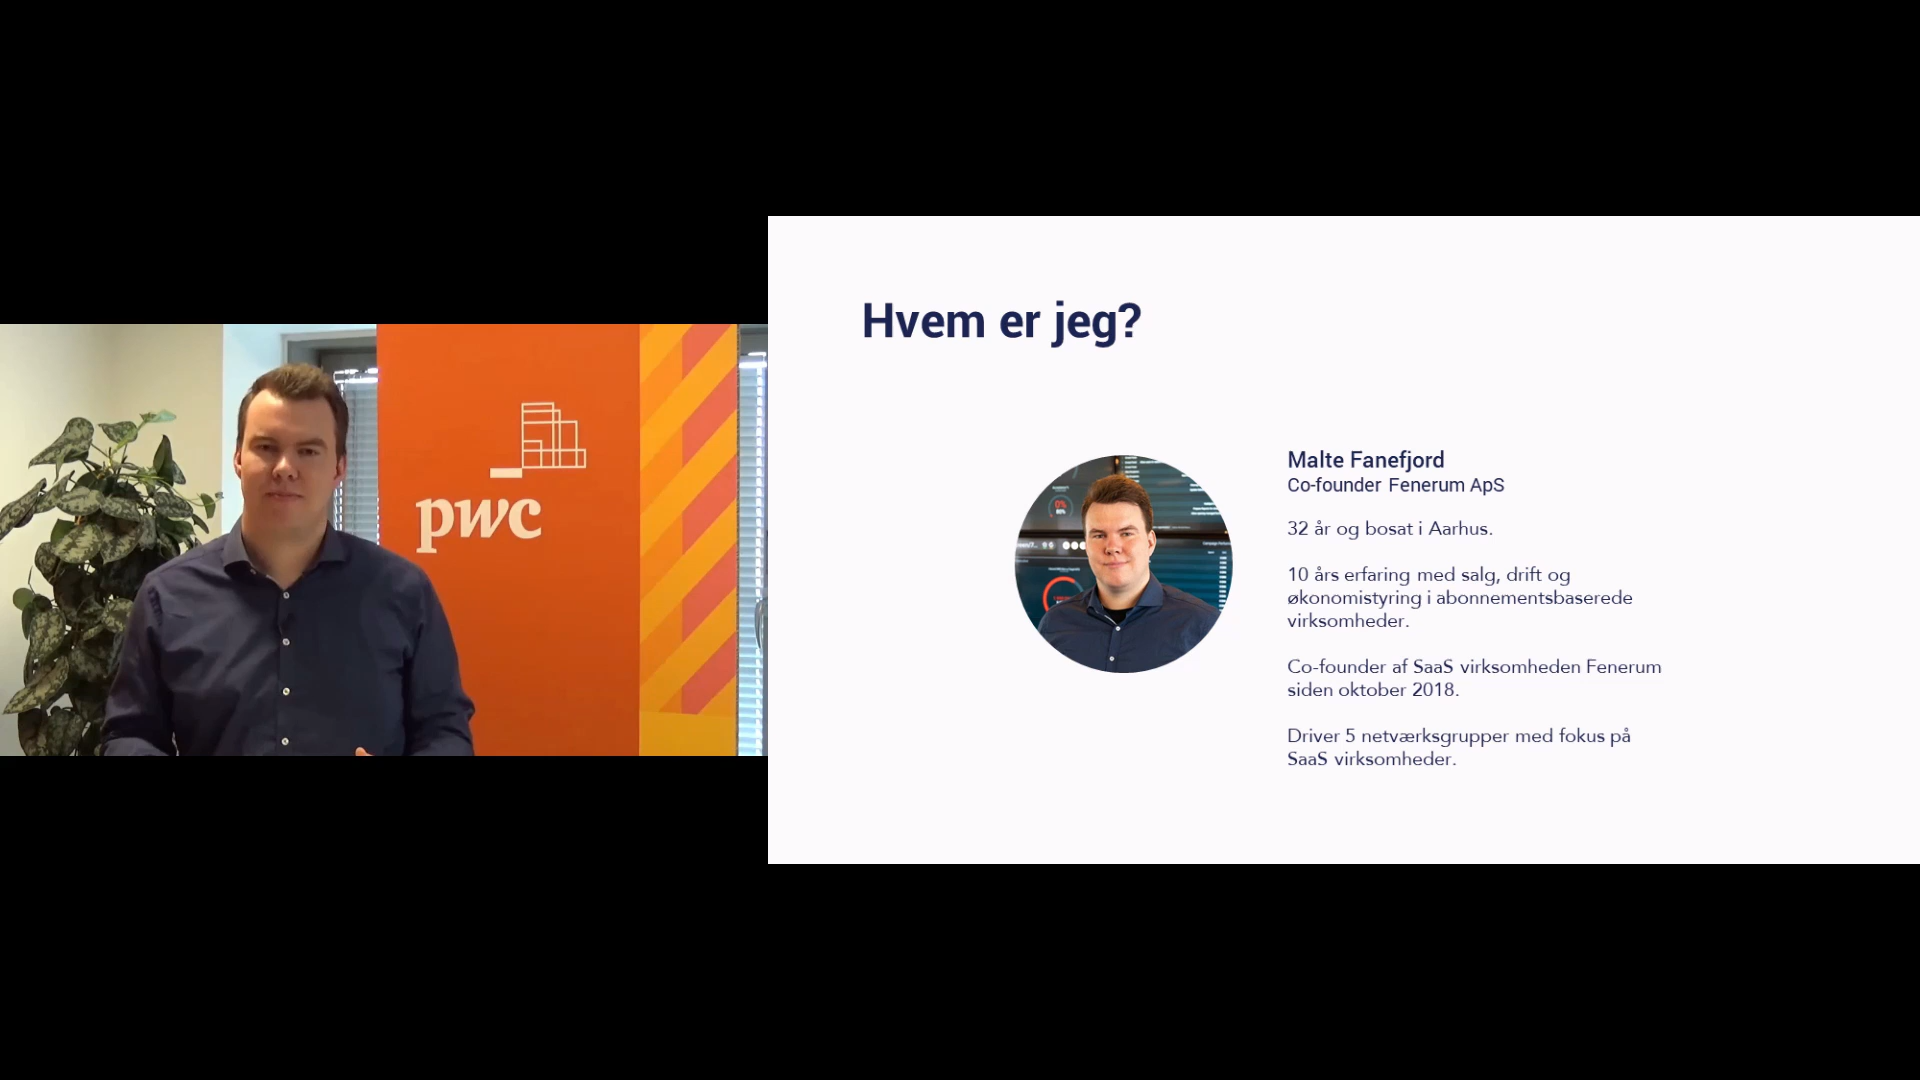 pwc
Hvem er jeg?
Malte Fanefjord
Co-founder Fenerum ApS
32 år og bosat i Aarhus.
10 års erfaring med salg, drift og
økonomistyring i abonnementsbaserede
virksomheder.
Co-founder af SaaS virksomheden Fenerum
siden oktober 2018.
Driver 5 netværksgrupper med fokus på
SaaS virksomheder.